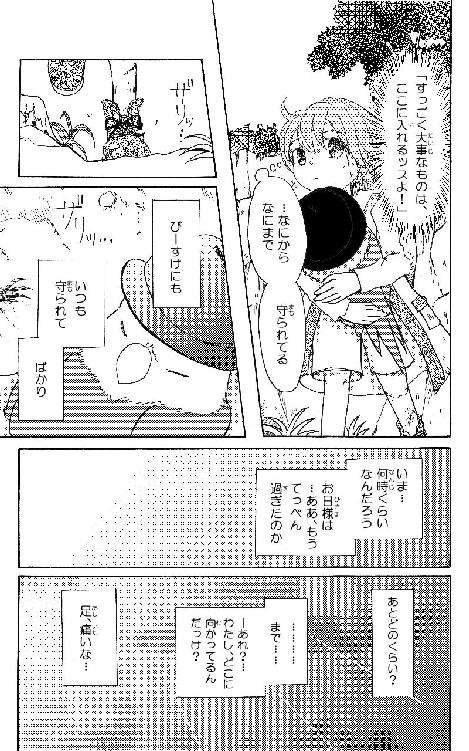 「すっごく大事なものは、
ここに入れるッスよ！」
…なにから
なにまで
守られてる
ザリッ
ザリッ
ぴーすけにも
いつも
守られて
ばかり
いま…
何時くらい
なんだろう
お日様は
…ああ、もう
てっぺん
過ぎたのか
あとどのくらい？
…………
まで……
ーあれ？…
わたし、どこに
向かってるん
だっけ？
足、痛いな…